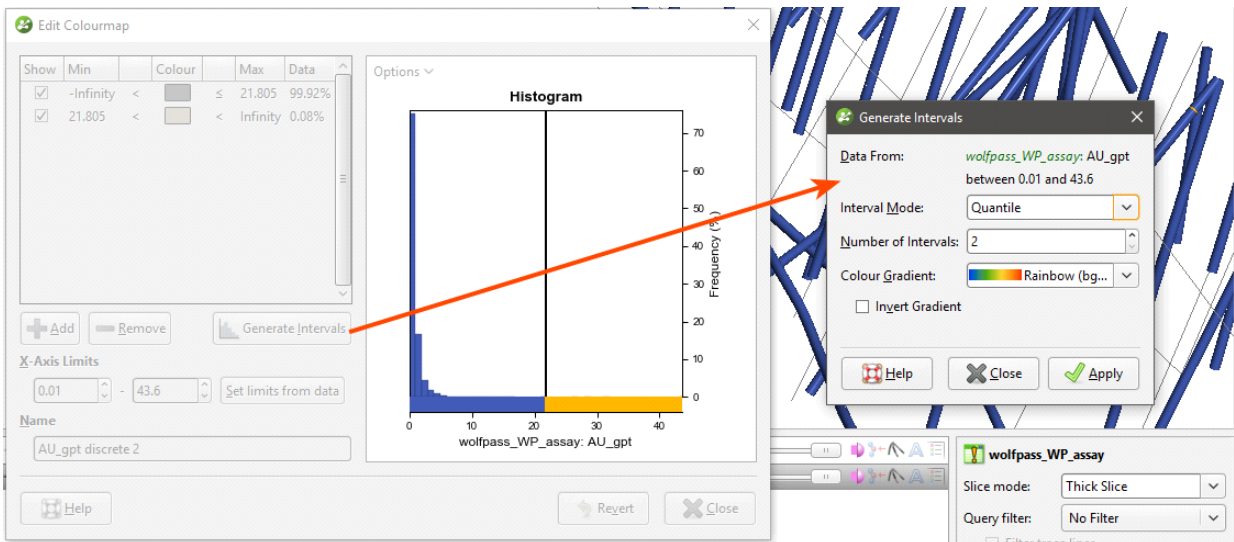 Edit Colourmap
Show Min Colour Max Data
-Infinity < ≤ 21.805 99.92%
21.805 < < Infinity 0.08%
Add Remove Generate Intervals
X-Axis Limits
0.01 - 43.6 Set limits from data
Name
AU_gpt discrete 2
Help Revert Close
Options
Histogram
70
60
50
40
30
20
10
0
Frequency (%)
0 10 20 30 40
wolfpass_WP_assay: AU_gpt
Generate Intervals
Data From: wolfpass_WP_assay: AU_gpt
between 0.01 and 43.6
Interval Mode: Quantile
Number of Intervals: 2
Colour Gradient: Rainbow (bg...
Invert Gradient
Help Close Apply
wolfpass_WP_assay
Slice mode: Thick Slice
Query filter: No Filter
Filter trace lines